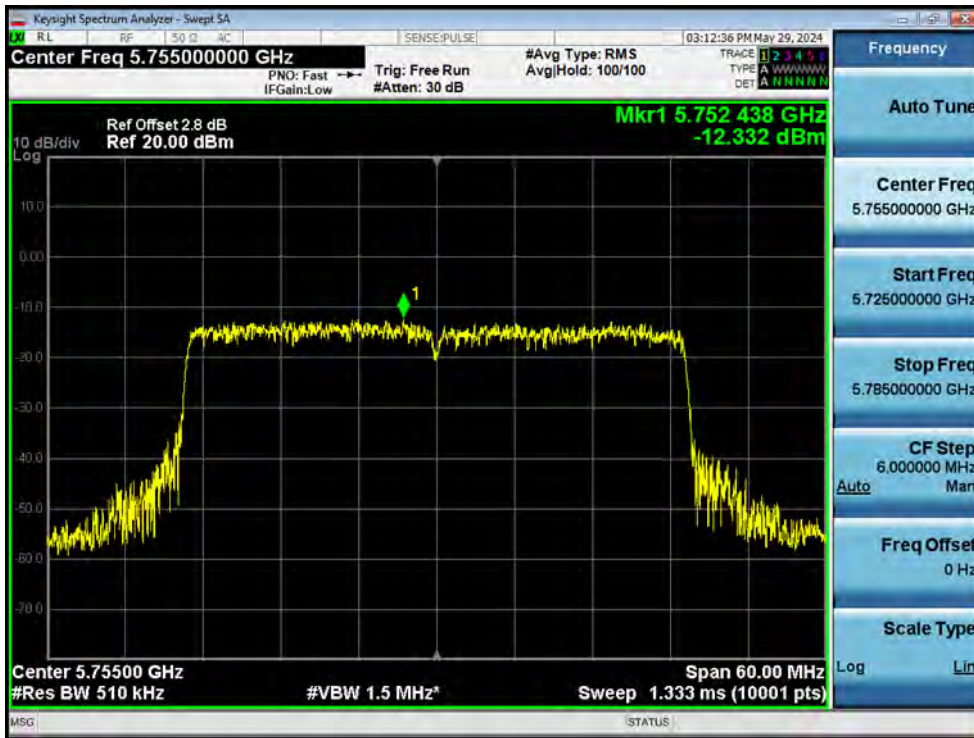 Keysight Spectrum Analyzer - Swept SA
LXI RL RF 50 Ω AC SENSE:PULSE 03:12:36 PM May 29, 2024
Center Freq 5.755000000 GHz
PNO: Fast
IFGain:Low
Trig: Free Run
#Atten: 30 dB
#Avg Type: RMS
Avg|Hold: 100/100
TRACE 1 2 3 4 5 6
TYPE A WWWWW
DET A N N N N N
Mkr1 5.752 438 GHz
-12.332 dBm
Ref Offset 2.8 dB
10 dB/div Ref 20.00 dBm
Log
10.0
0.00
-10.0
-20.0
-30.0
-40.0
-50.0
-60.0
-70.0
1
Center 5.75500 GHz Span 60.00 MHz
#Res BW 510 kHz #VBW 1.5 MHz* Sweep 1.333 ms (10001 pts)
MSG STATUS
Frequency
Auto Tune
Center Freq
5.755000000 GHz
Start Freq
5.725000000 GHz
Stop Freq
5.785000000 GHz
CF Step
6.000000 MHz
Auto Man
Freq Offset
0 Hz
Scale Type
Log Lin